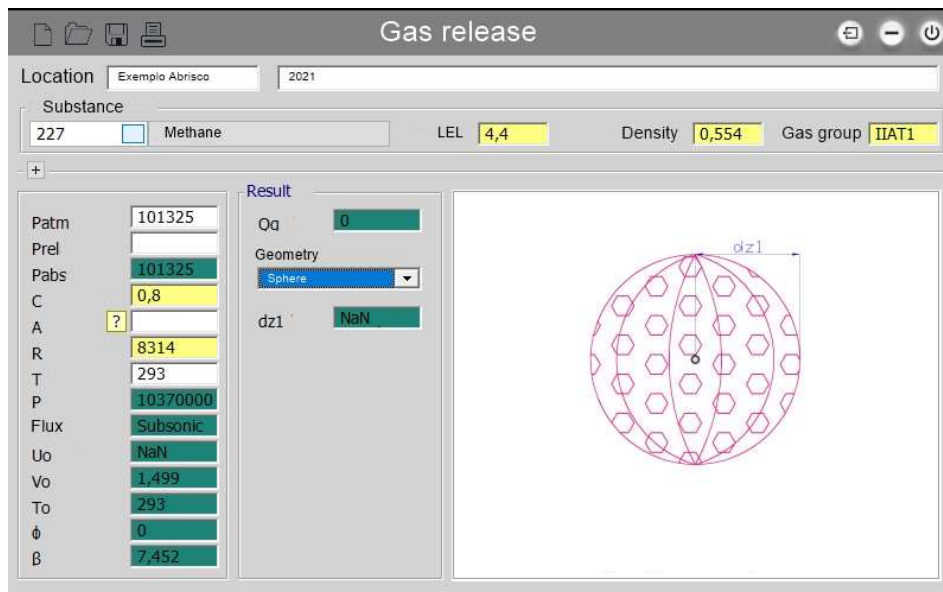 Gas release
Location Exemplo Abrisco 2021
Substance
227 Methane LEL 4,4 Density 0,554 Gas group IIAT1
+
Result
Patm 101325
Prel
Pabs 101325
C 0,8
A ?
R 8314
T 293
P 10370000
Flux Subsonic
Uo NaN
Vo 1,499
To 293
ϕ 0
β 7,452
Qg 0
Geometry
Sphere
dz1 NaN
dz1